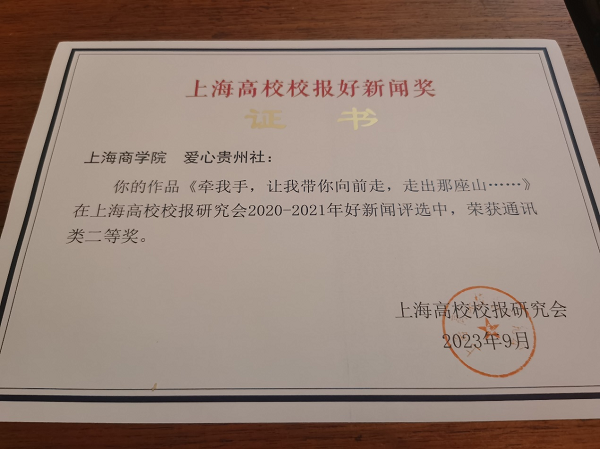 上海高校校报好新闻奖
证 书
上海商学院 爱心贵州社：
你的作品《牵我手，让我带你向前走，走出那座山……》
在上海高校校报研究会2020-2021年好新闻评选中，荣获通讯
类二等奖。
上海高校校报研究会
2023年9月